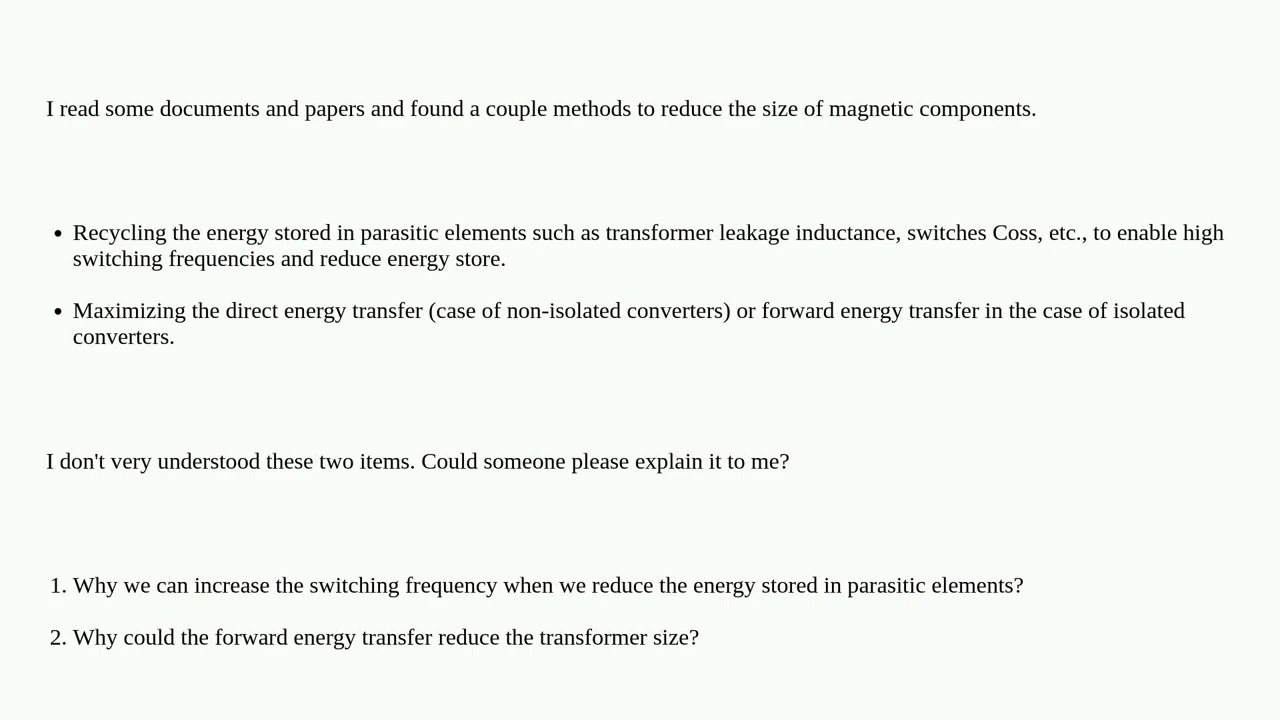 I read some documents and papers and found a couple methods to reduce the size of magnetic components.
• Recycling the energy stored in parasitic elements such as transformer leakage inductance, switches Coss, etc., to enable high
switching frequencies and reduce energy store.
• Maximizing the direct energy transfer (case of non-isolated converters) or forward energy transfer in the case of isolated
converters.
I don't very understood these two items. Could someone please explain it to me?
1. Why we can increase the switching frequency when we reduce the energy stored in parasitic elements?
2. Why could the forward energy transfer reduce the transformer size?